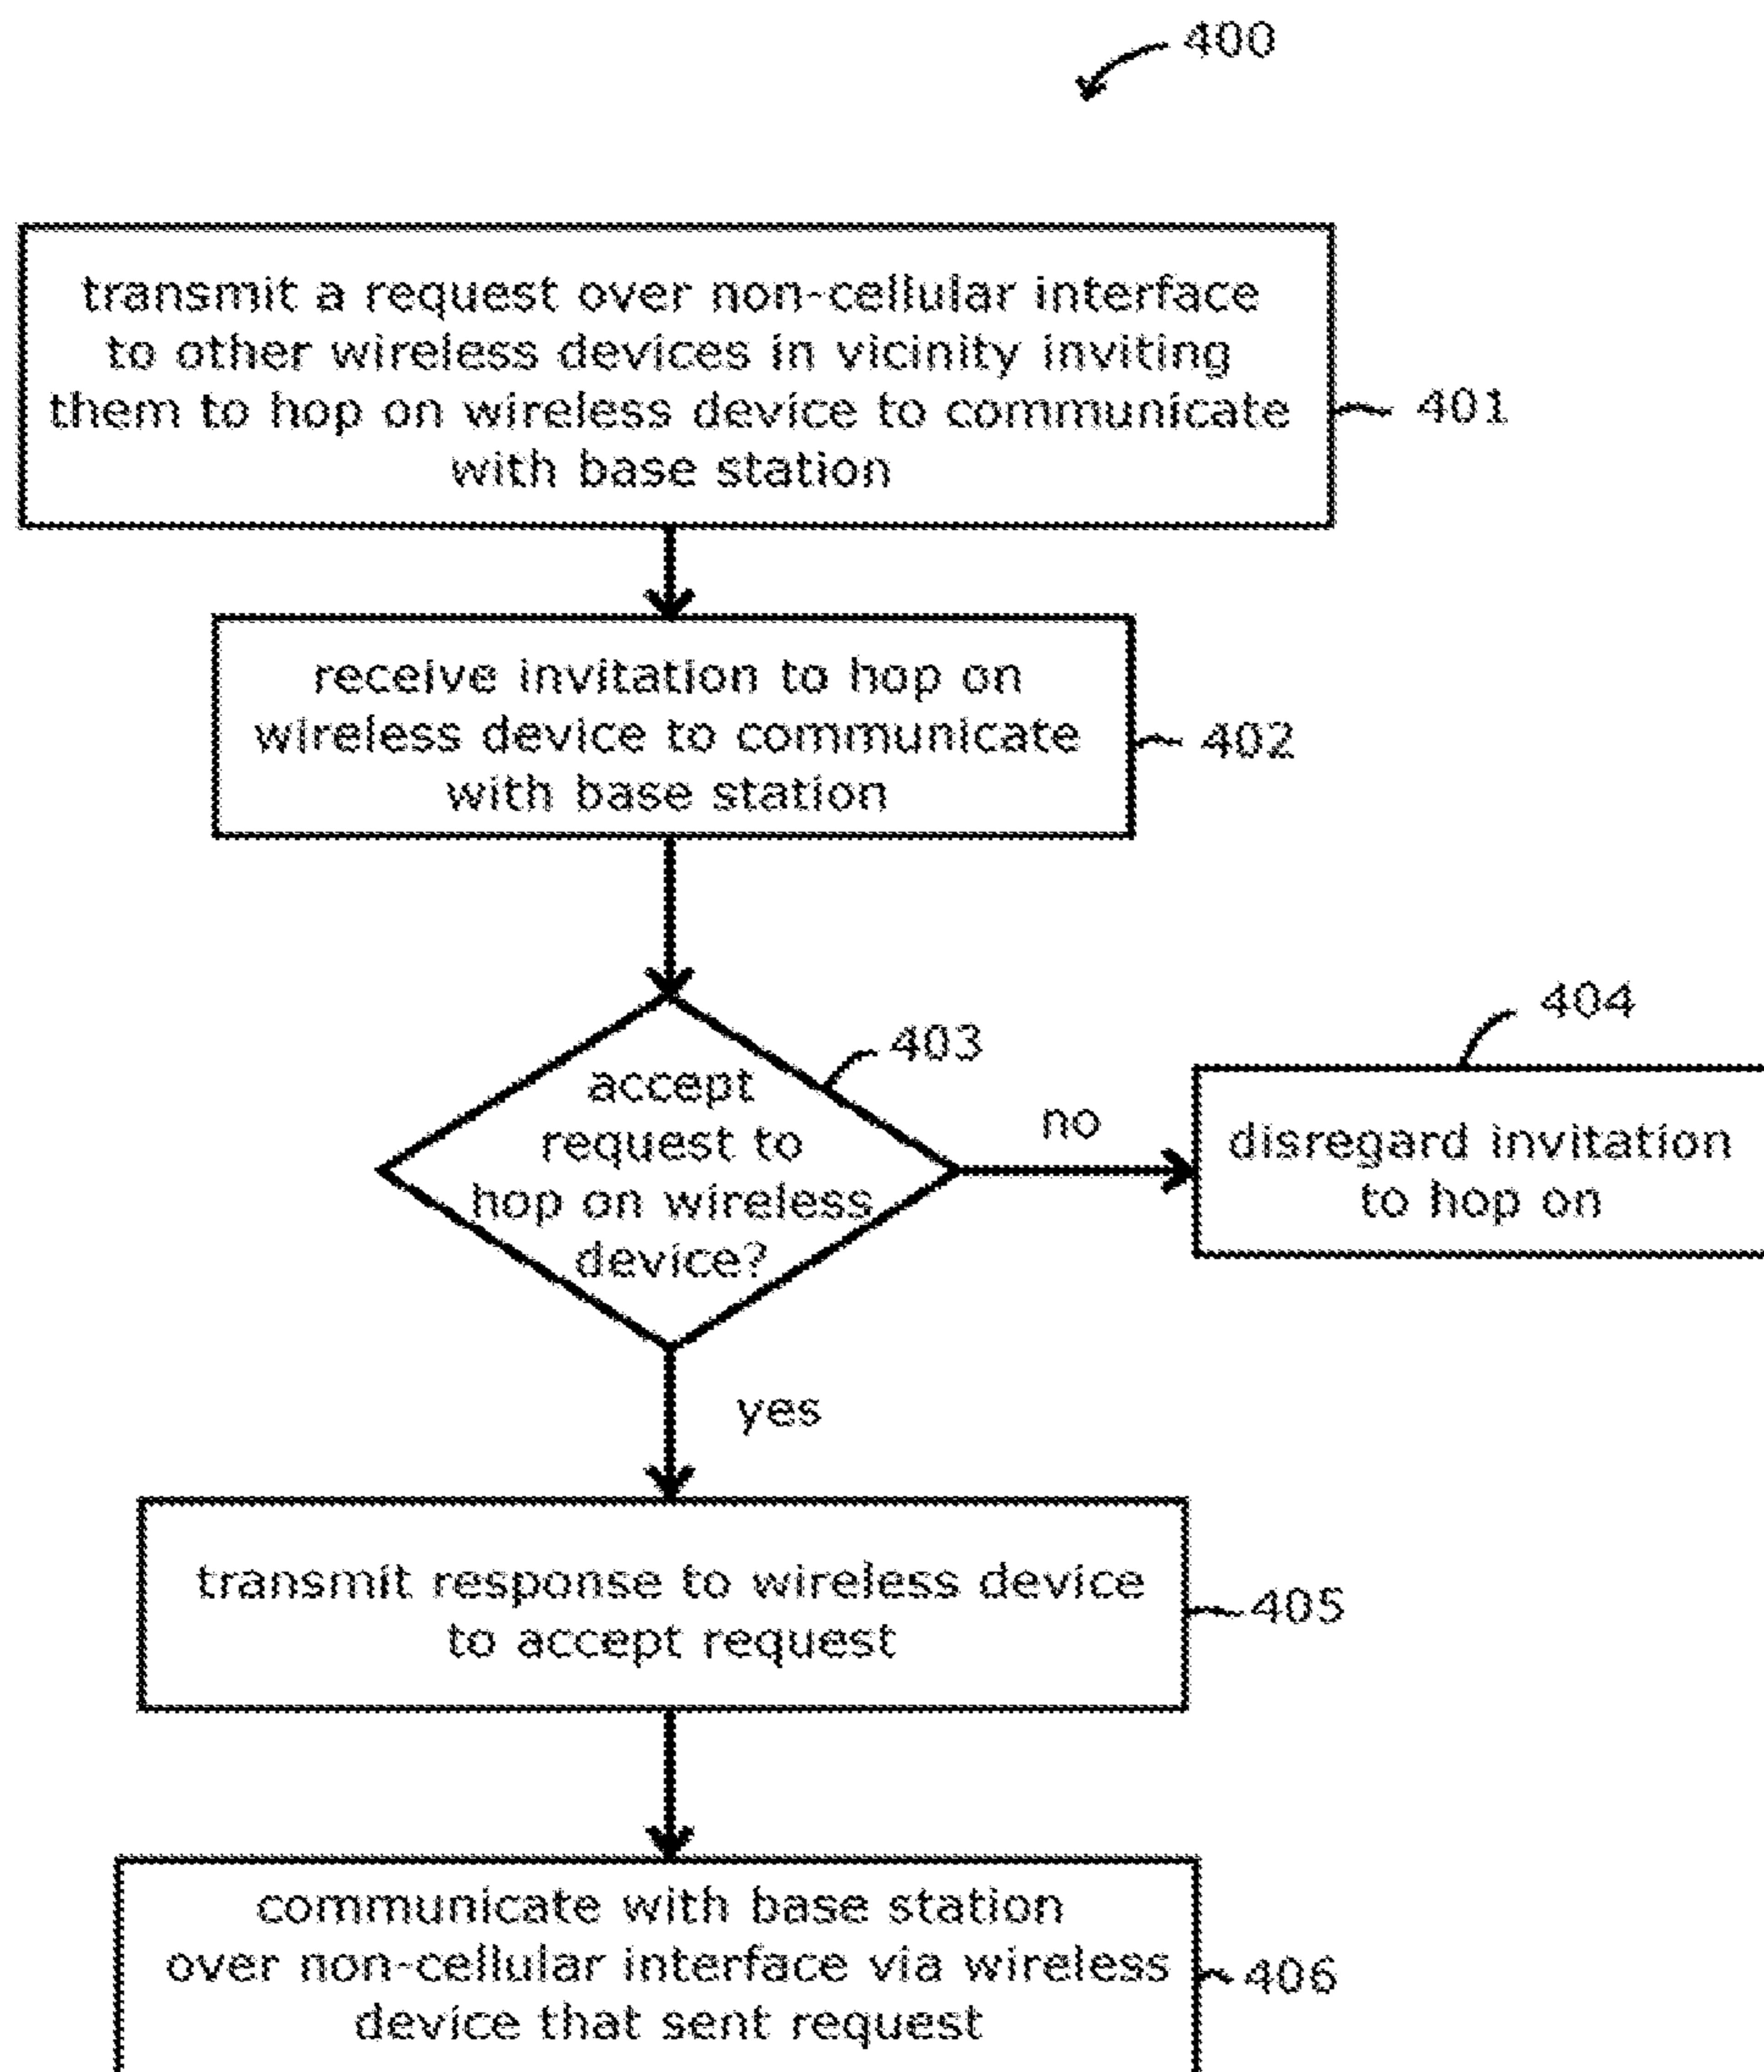 400
transmit a request over non-cellular interface
to other wireless devices in vicinity inviting
them to hop on wireless device to communicate
with base station
401
receive invitation to hop on
wireless device to communicate
with base station
402
403
accept
request to
hop on wireless
device?
no
404
disregard invitation
to hop on
yes
transmit response to wireless device
to accept request
405
communicate with base station
over non-cellular interface via wireless
device that sent request
406